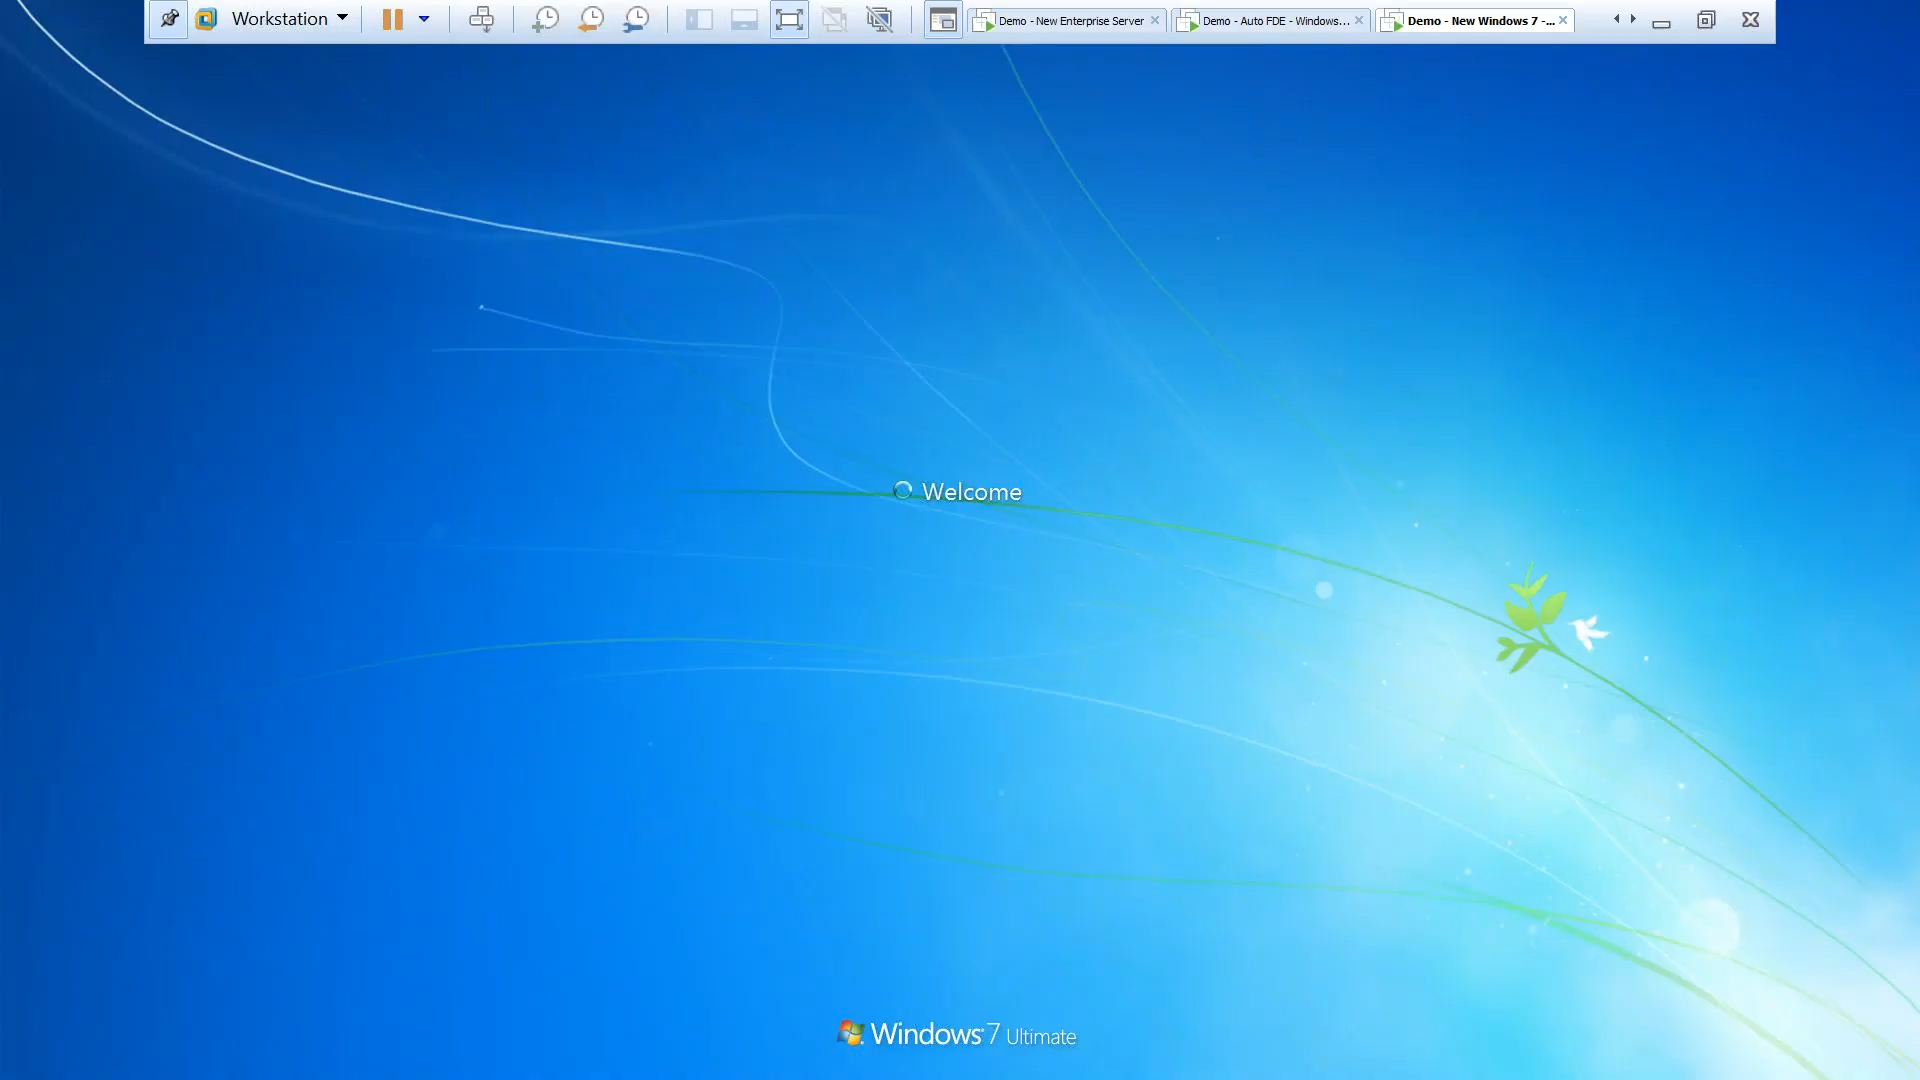 Workstation
Demo - New Enterprise Server
Demo - Auto FDE - Windows...
Demo - New Windows 7 -...
Welcome
Windows 7 Ultimate